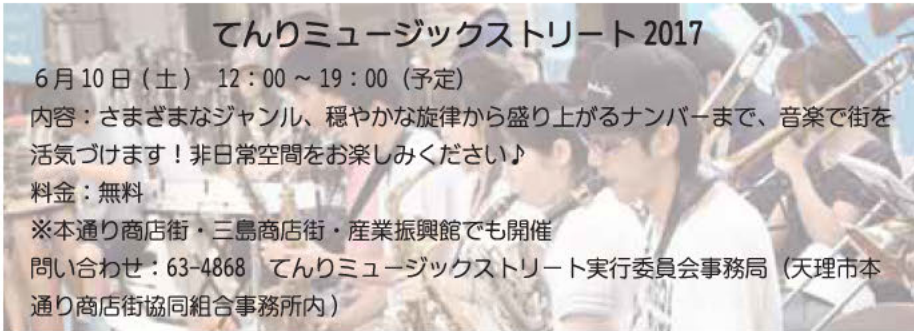 てんりミュージックストリート2017
6月10日(土) 12:00~19:00(予定)
内容:さまざまなジャンル、穏やかな旋律から盛り上がるナンバーまで、音楽で街を
活気づけます!非日常空間をお楽しみください♪
料金:無料
※本通り商店街・三島商店街・産業振興館でも開催
問い合わせ:63-4868 てんりミュージックストリート実行委員会事務局(天理市本
通り商店街協同組合事務所内)